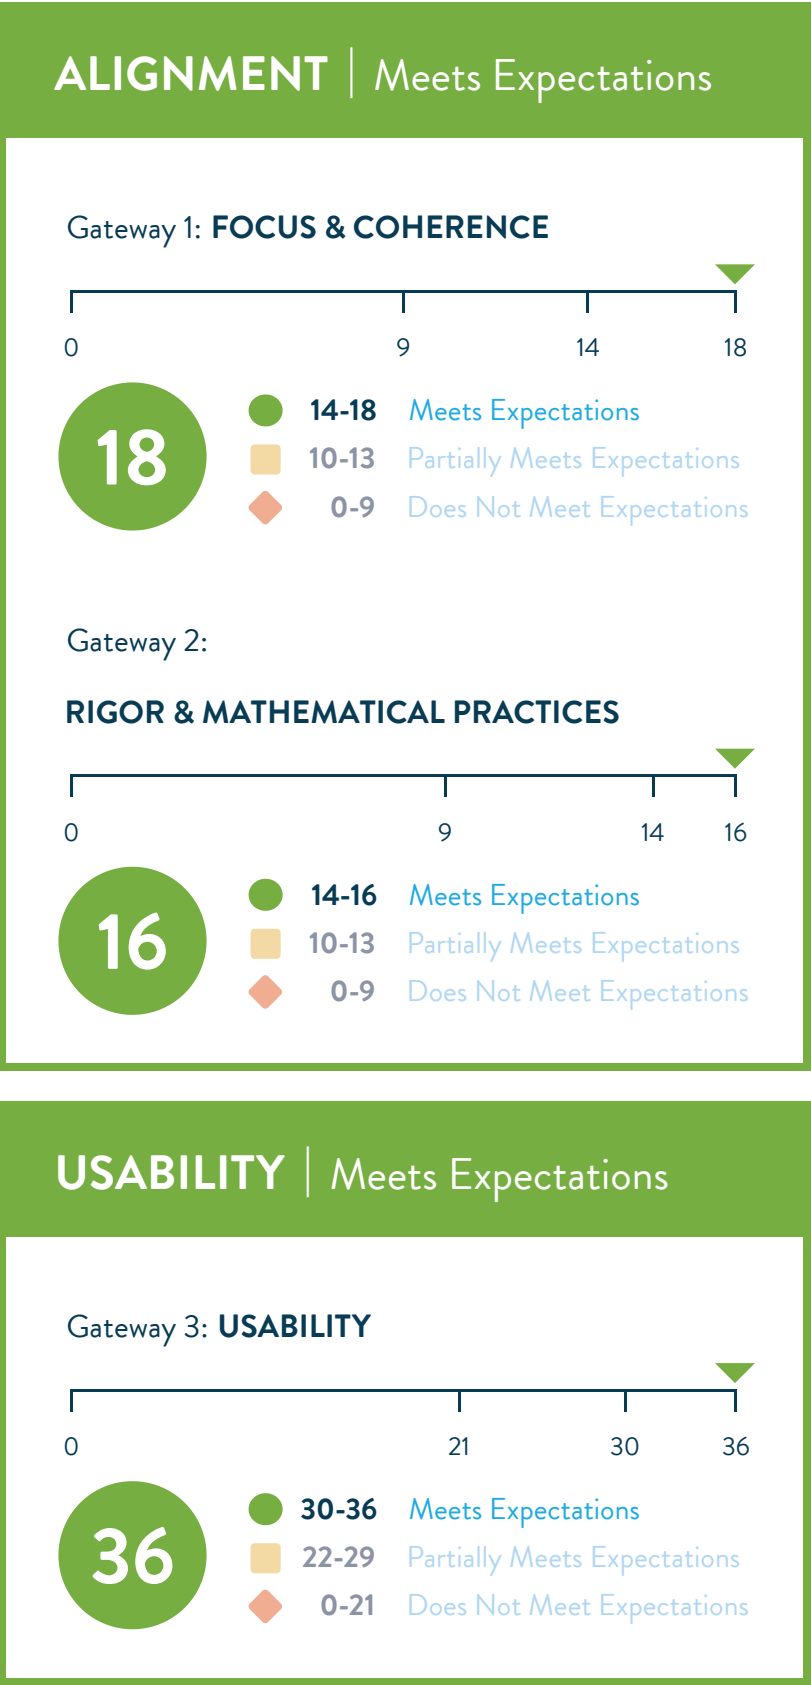 ALIGNMENT | Meets Expectations
Gateway 1: FOCUS & COHERENCE
0 9 14 18
18
14-18 Meets Expectations
10-13 Partially Meets Expectations
0-9 Does Not Meet Expectations
Gateway 2:
RIGOR & MATHEMATICAL PRACTICES
0 9 14 16
16
14-16 Meets Expectations
10-13 Partially Meets Expectations
0-9 Does Not Meet Expectations
USABILITY | Meets Expectations
Gateway 3: USABILITY
0 21 30 36
36
30-36 Meets Expectations
22-29 Partially Meets Expectations
0-21 Does Not Meet Expectations